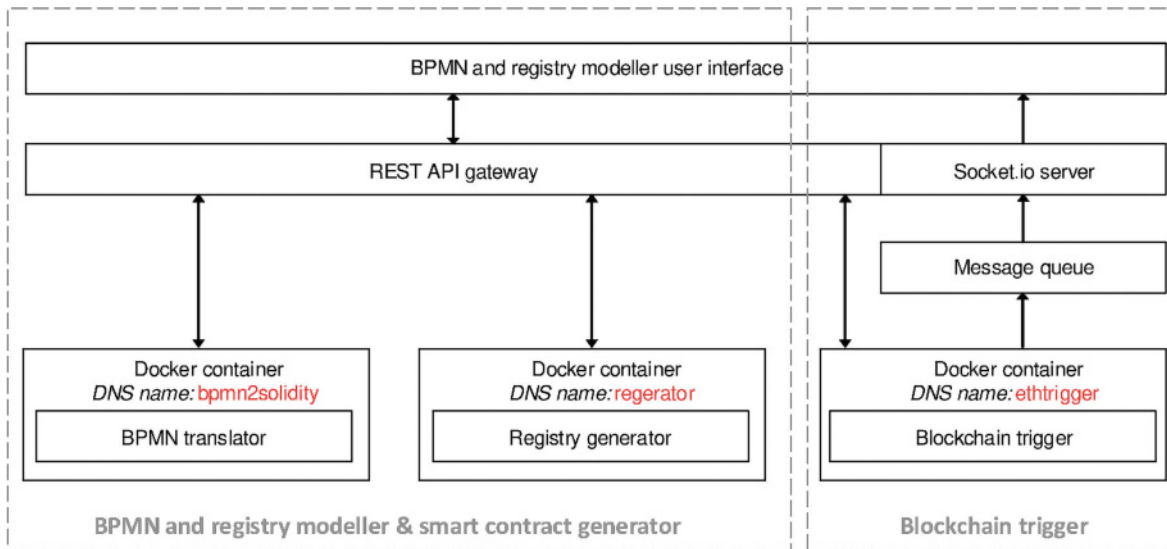 BPMN and registry modeller user interface
REST API gateway
Socket.io server
Message queue
Docker container
DNS name: bpmn2solidity
BPMN translator
Docker container
DNS name: regerator
Registry generator
Docker container
DNS name: ethtrigger
Blockchain trigger
BPMN and registry modeller & smart contract generator
Blockchain trigger